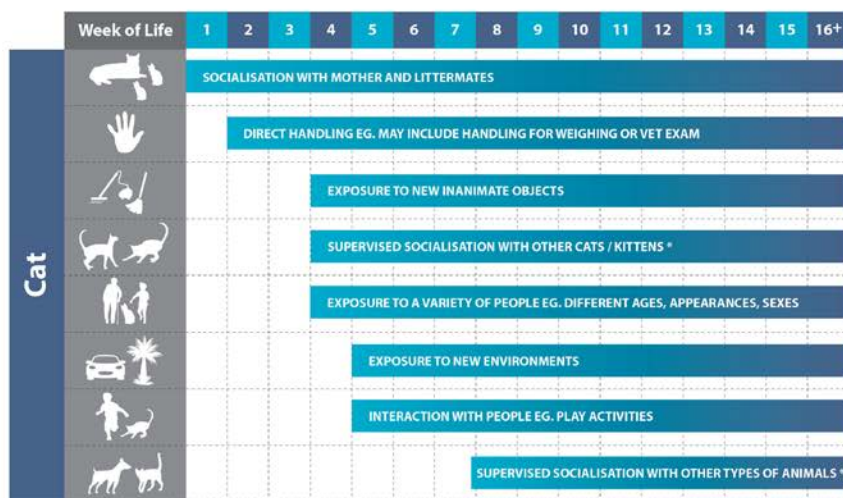 Week of Life 1 2 3 4 5 6 7 8 9 10 11 12 13 14 15 16+
Cat
SOCIALISATION WITH MOTHER AND LITTERMATES
DIRECT HANDLING EG. MAY INCLUDE HANDLING FOR WEIGHING OR VET EXAM
EXPOSURE TO NEW INANIMATE OBJECTS
SUPERVISED SOCIALISATION WITH OTHER CATS / KITTENS *
EXPOSURE TO A VARIETY OF PEOPLE EG. DIFFERENT AGES, APPEARANCES, SEXES
EXPOSURE TO NEW ENVIRONMENTS
INTERACTION WITH PEOPLE EG. PLAY ACTIVITIES
SUPERVISED SOCIALISATION WITH OTHER TYPES OF ANIMALS *